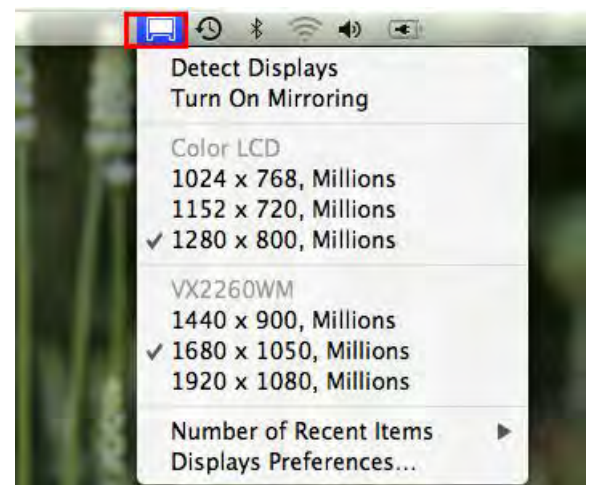 Detect Displays
Turn On Mirroring
Color LCD
1024 x 768, Millions
1152 x 720, Millions
✓ 1280 x 800, Millions
VX2260WM
1440 x 900, Millions
✓ 1680 x 1050, Millions
1920 x 1080, Millions
Number of Recent Items
Displays Preferences...